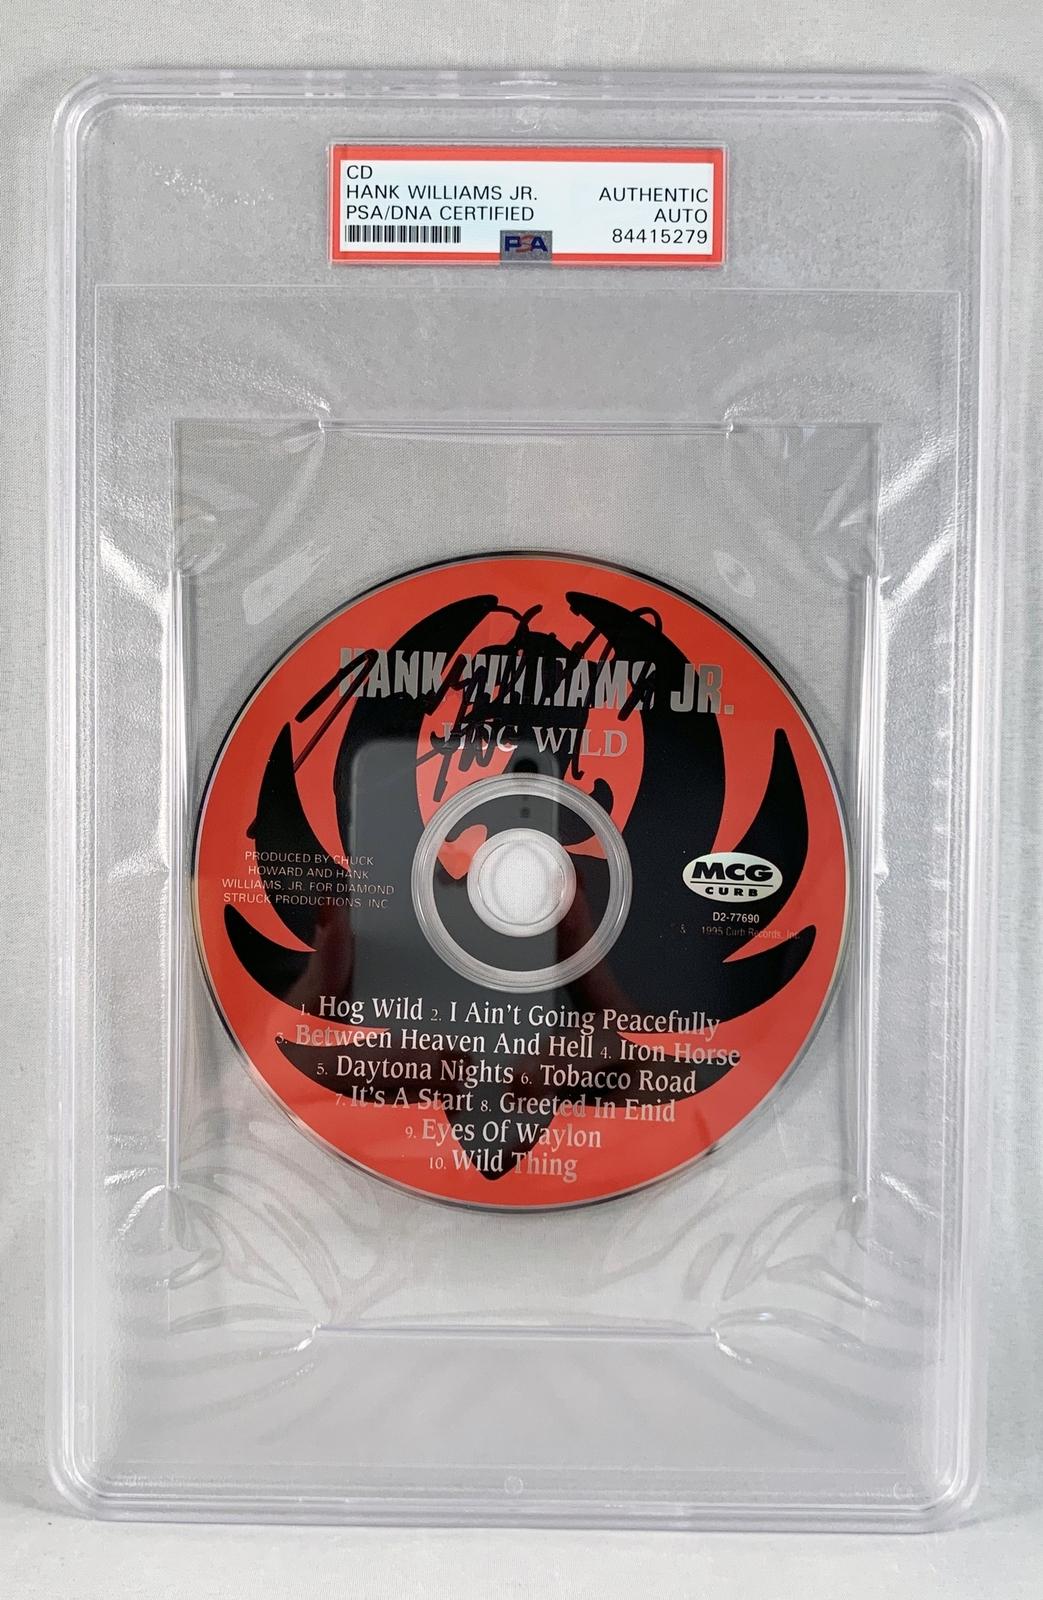 CD
HANK WILLIAMS JR.
PSA/DNA CERTIFIED
AUTHENTIC
AUTO
84415279
PSA
HANK WILLIAMS JR.
HOG WILD
PRODUCED BY CHUCK
HOWARD AND HANK
WILLIAMS, JR. FOR DIAMOND
STRUCK PRODUCTIONS, INC
MCG
CURB
D2-77690
& 1995 Curb Records, Inc.
1. Hog Wild 2. I Ain't Going Peacefully
3. Between Heaven And Hell 4. Iron Horse
5. Daytona Nights 6. Tobacco Road
7. It's A Start 8. Greeted In Enid
9. Eyes Of Waylon
10. Wild Thing